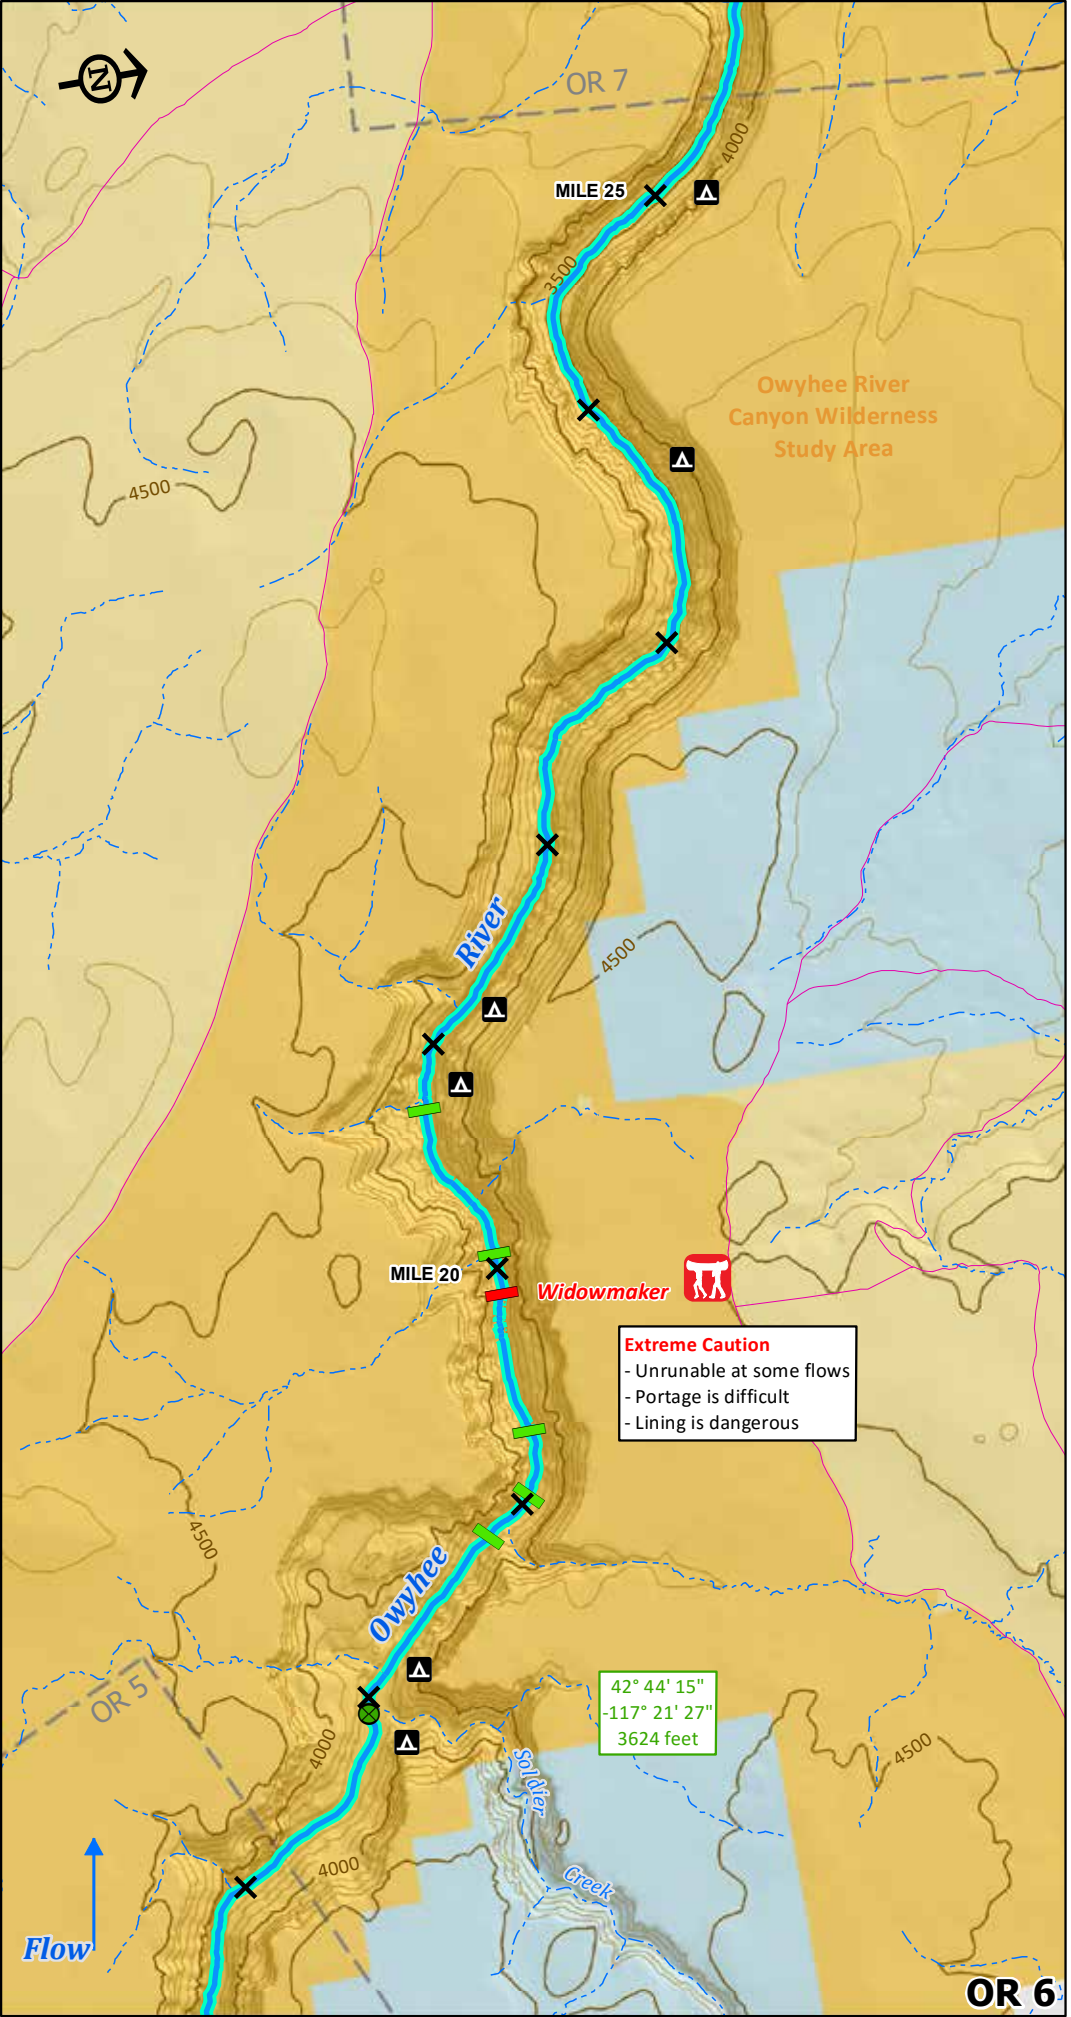 N
OR 7
4000
MILE 25
3500
Owyhee River
Canyon Wilderness
Study Area
4500
River
4500
MILE 20
Widowmaker
Extreme Caution
- Unrunable at some flows
- Portage is difficult
- Lining is dangerous
4500
Owyhee
OR 5
42° 44' 15"
-117° 21' 27"
3624 feet
4000
4500
Soldier
Creek
4000
Flow
OR 6